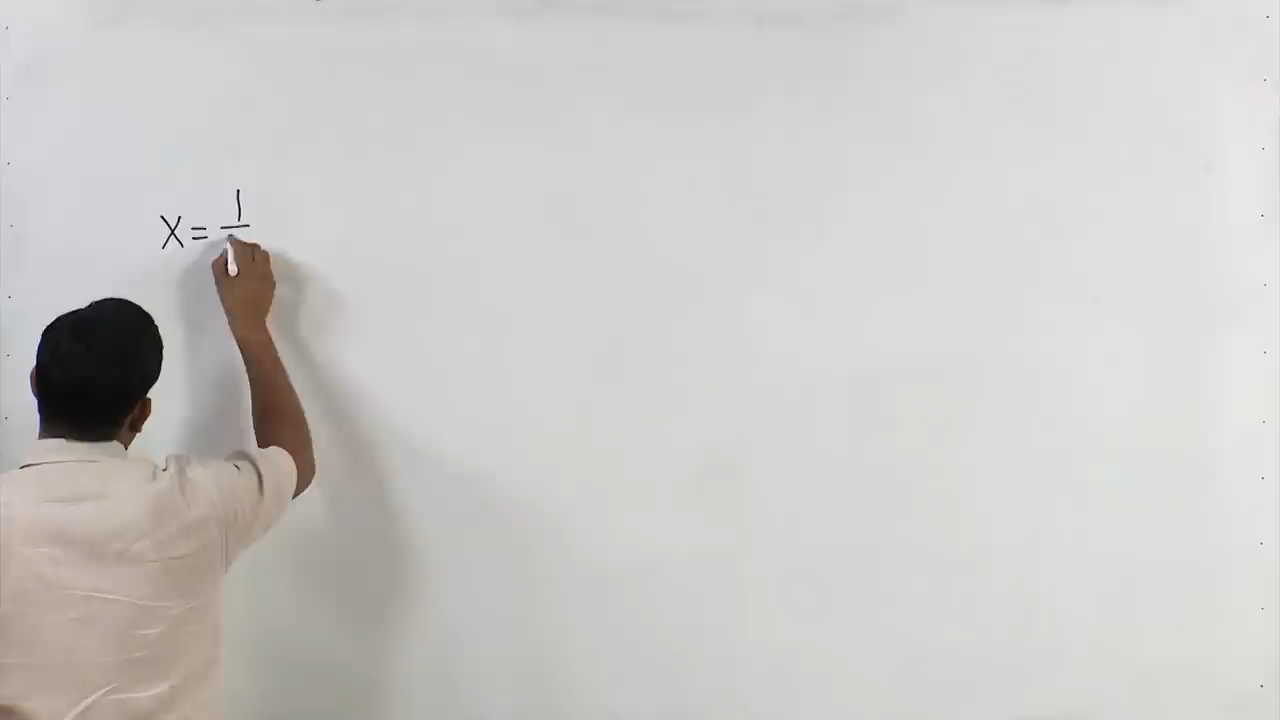 X = 1/